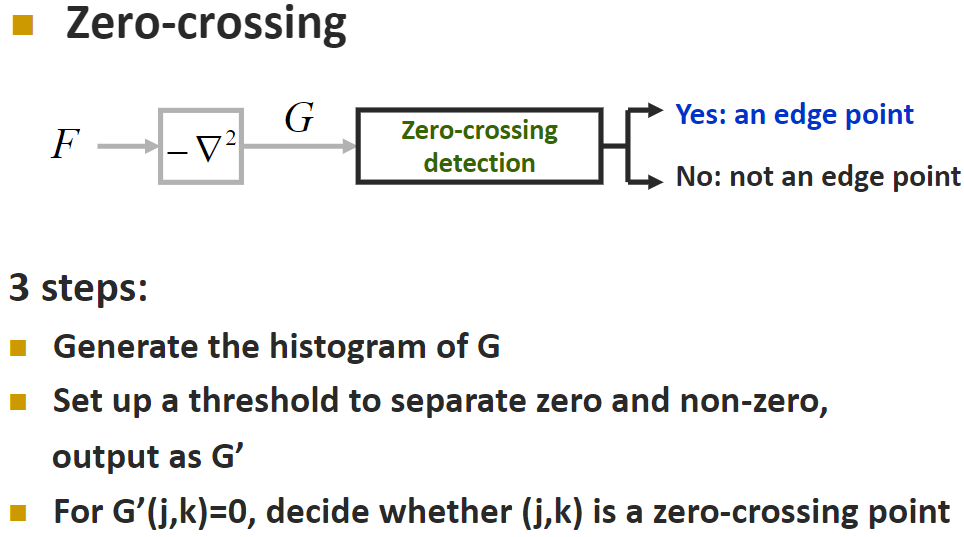 Zero-crossing
F
− ∇²
G
Zero-crossing
detection
Yes: an edge point
No: not an edge point
3 steps:
Generate the histogram of G
Set up a threshold to separate zero and non-zero,
output as G’
For G’(j,k)=0, decide whether (j,k) is a zero-crossing point